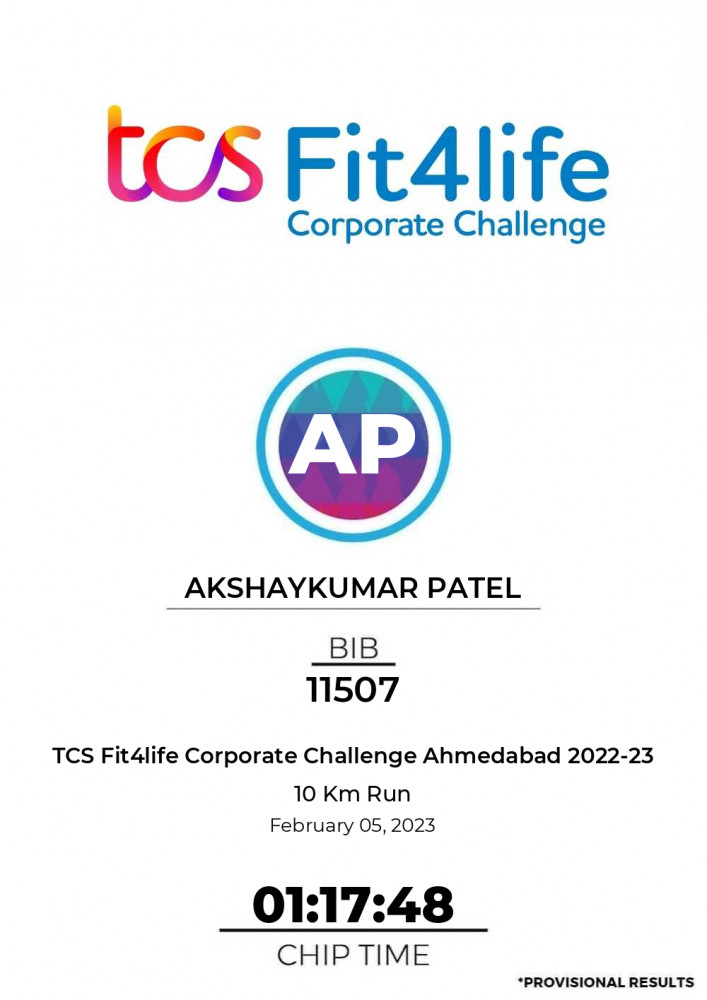 tcs Fit4life
Corporate Challenge
AP
AKSHAYKUMAR PATEL
BIB
11507
TCS Fit4life Corporate Challenge Ahmedabad 2022-23
10 Km Run
February 05, 2023
01:17:48
CHIP TIME
*PROVISIONAL RESULTS